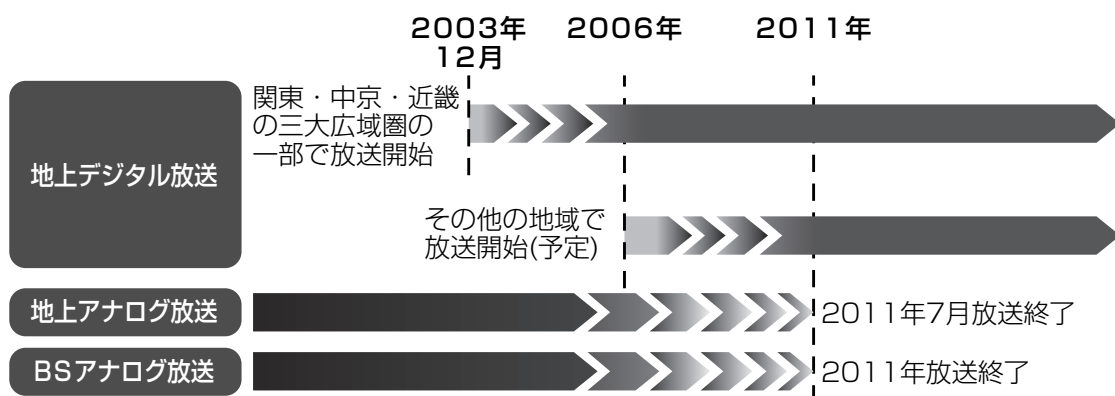 2003年
12月
2006年
2011年
地上デジタル放送
関東・中京・近畿
の三大広域圏の
一部で放送開始
その他の地域で
放送開始(予定)
地上アナログ放送
2011年7月放送終了
BSアナログ放送
2011年放送終了